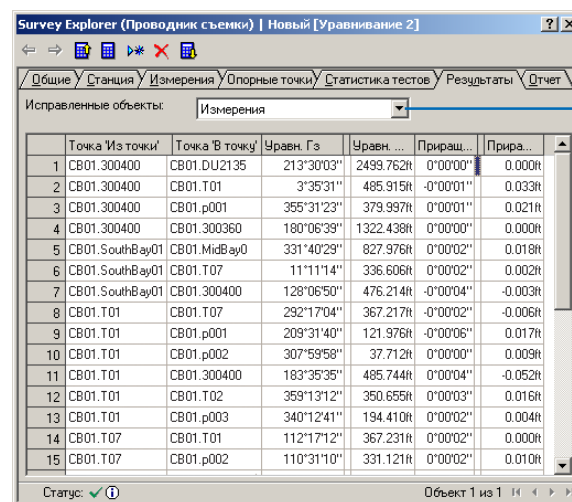 Survey Explorer (Проводник съемки) | Новый [Уравнивание 2]
Общие Станция Измерения Опорные точки Статистика тестов Результаты Отчет
Исправленные объекты: Измерения
Точка 'Из точки' Точка 'В точку' Уравн. Гз Уравн. ... Приращ... Прира...
1 CB01.300400 CB01.DU2135 213°30'03" 2499.762ft 0°00'00" 0.000ft
2 CB01.300400 CB01.T01 3°35'31" 485.915ft -0°00'01" 0.033ft
3 CB01.300400 CB01.p001 355°31'23" 379.997ft 0°00'01" 0.021ft
4 CB01.300400 CB01.300360 180°06'39" 1322.438ft 0°00'00" 0.000ft
5 CB01.SouthBay01 CB01.MidBay0 331°40'29" 827.976ft 0°00'02" 0.018ft
6 CB01.SouthBay01 CB01.T07 11°11'14" 336.606ft 0°00'02" 0.002ft
7 CB01.SouthBay01 CB01.300400 128°06'50" 476.214ft -0°00'04" -0.003ft
8 CB01.T01 CB01.T07 292°17'04" 367.217ft -0°00'02" -0.006ft
9 CB01.T01 CB01.p001 209°31'40" 121.976ft -0°00'06" 0.017ft
10 CB01.T01 CB01.p002 307°59'58" 37.712ft 0°00'00" 0.009ft
11 CB01.T01 CB01.300400 183°35'35" 485.744ft 0°00'04" -0.052ft
12 CB01.T01 CB01.T02 359°13'12" 350.655ft 0°00'03" 0.016ft
13 CB01.T01 CB01.p003 340°12'41" 194.410ft 0°00'02" 0.004ft
14 CB01.T07 CB01.T01 112°17'12" 367.231ft 0°00'02" 0.000ft
15 CB01.T07 CB01.p002 110°31'10" 331.121ft 0°00'02" 0.010ft
Статус: Объект 1 из 1